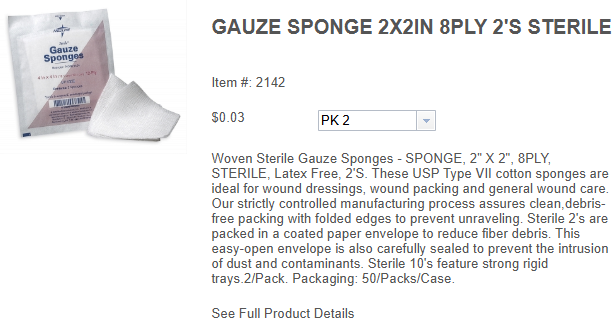 GAUZE SPONGE 2X2IN 8PLY 2'S STERILE
Gauze
Sponges
Item #: 2142
$0.03
PK 2
Woven Sterile Gauze Sponges - SPONGE, 2" X 2", 8PLY,
STERILE, Latex Free, 2'S. These USP Type VII cotton sponges are
ideal for wound dressings, wound packing and general wound care.
Our strictly controlled manufacturing process assures clean,debris-
free packing with folded edges to prevent unraveling. Sterile 2's are
packed in a coated paper envelope to reduce fiber debris. This
easy-open envelope is also carefully sealed to prevent the intrusion
of dust and contaminants. Sterile 10's feature strong rigid
trays.2/Pack. Packaging: 50/Packs/Case.
See Full Product Details